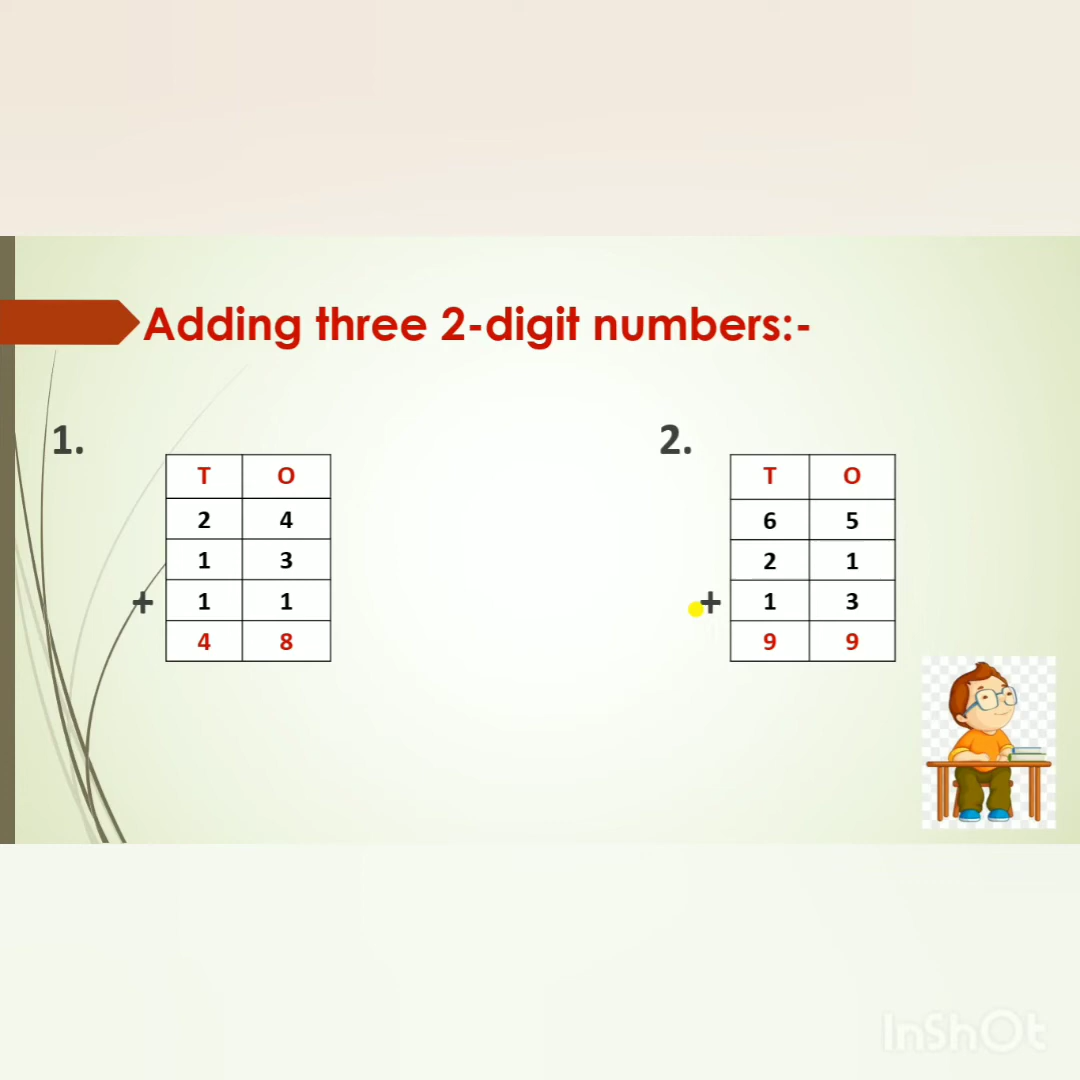 Adding three 2-digit numbers:-
1.
T O
2 4
1 3
+ 1 1
4 8
2.
T O
6 5
2 1
+ 1 3
9 9
InShOt